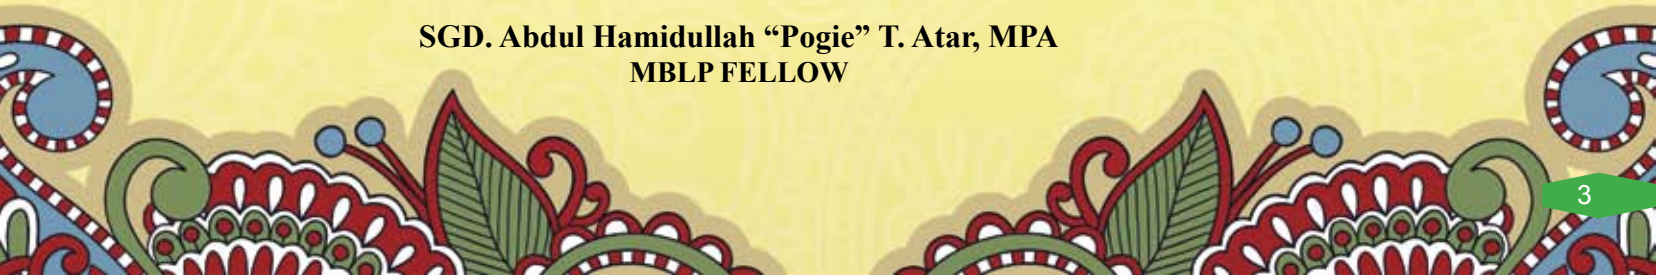 SGD. Abdul Hamidullah “Pogie” T. Atar, MPA
MBLP FELLOW
3